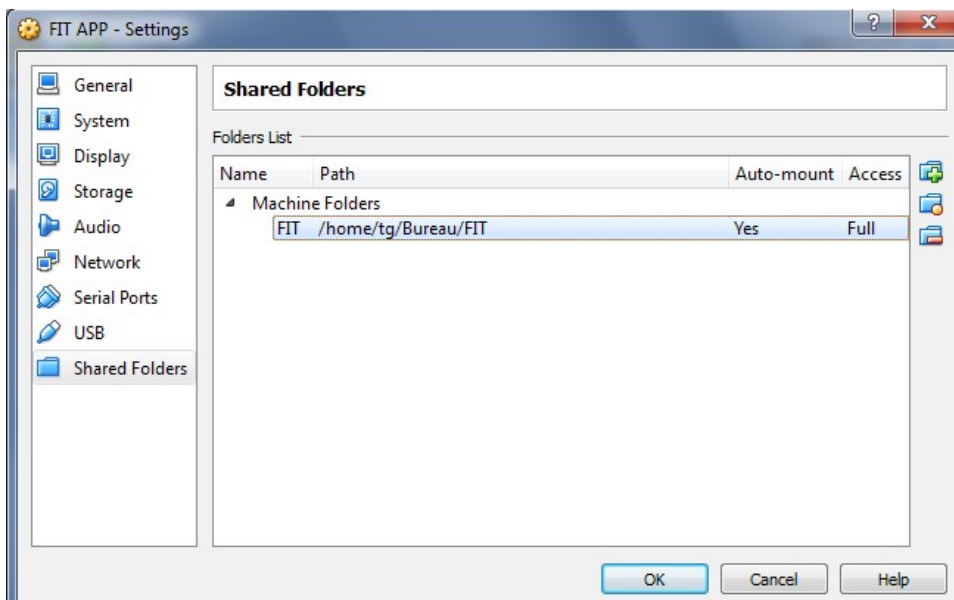 FIT APP - Settings
?
X
General
System
Display
Storage
Audio
Network
Serial Ports
USB
Shared Folders
Shared Folders
Folders List
Name Path Auto-mount Access
Machine Folders
FIT /home/tg/Bureau/FIT Yes Full
OK Cancel Help